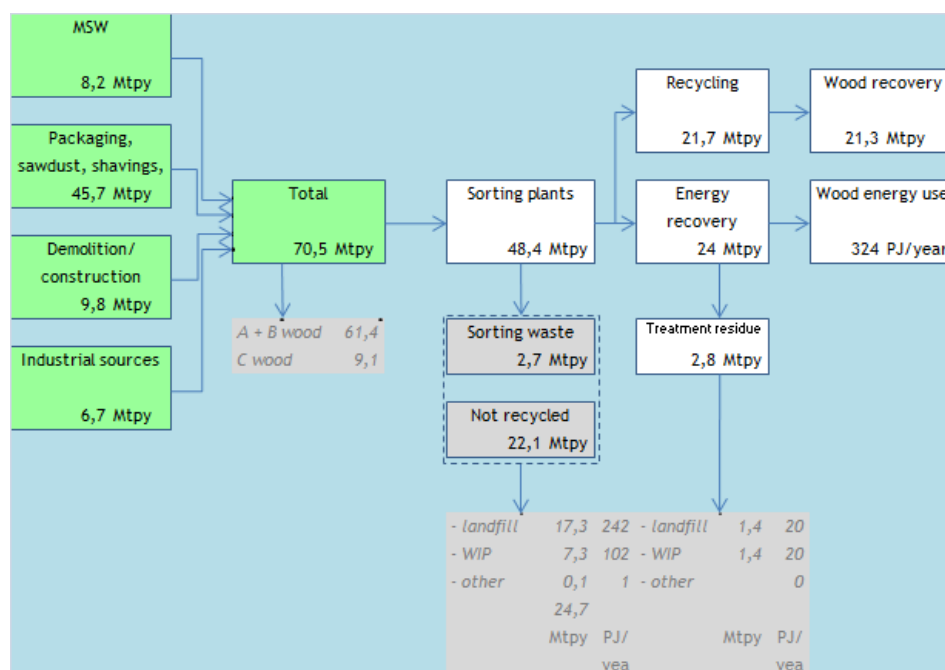 MSW
8,2 Mtpy
Packaging,
sawdust, shavings,
45,7 Mtpy
Demolition/
construction
9,8 Mtpy
Industrial sources
6,7 Mtpy
Total
70,5 Mtpy
A + B wood 61,4
C wood 9,1
Sorting plants
48,4 Mtpy
Sorting waste
2,7 Mtpy
Not recycled
22,1 Mtpy
Recycling
21,7 Mtpy
Wood recovery
21,3 Mtpy
Energy
recovery
24 Mtpy
Wood energy use
324 PJ/year
Treatment residue
2,8 Mtpy
- landfill 17,3 242
- WIP 7,3 102
- other 0,1 1
24,7
Mtpy PJ/
yea
- landfill 1,4 20
- WIP 1,4 20
- other 0
Mtpy PJ/
yea